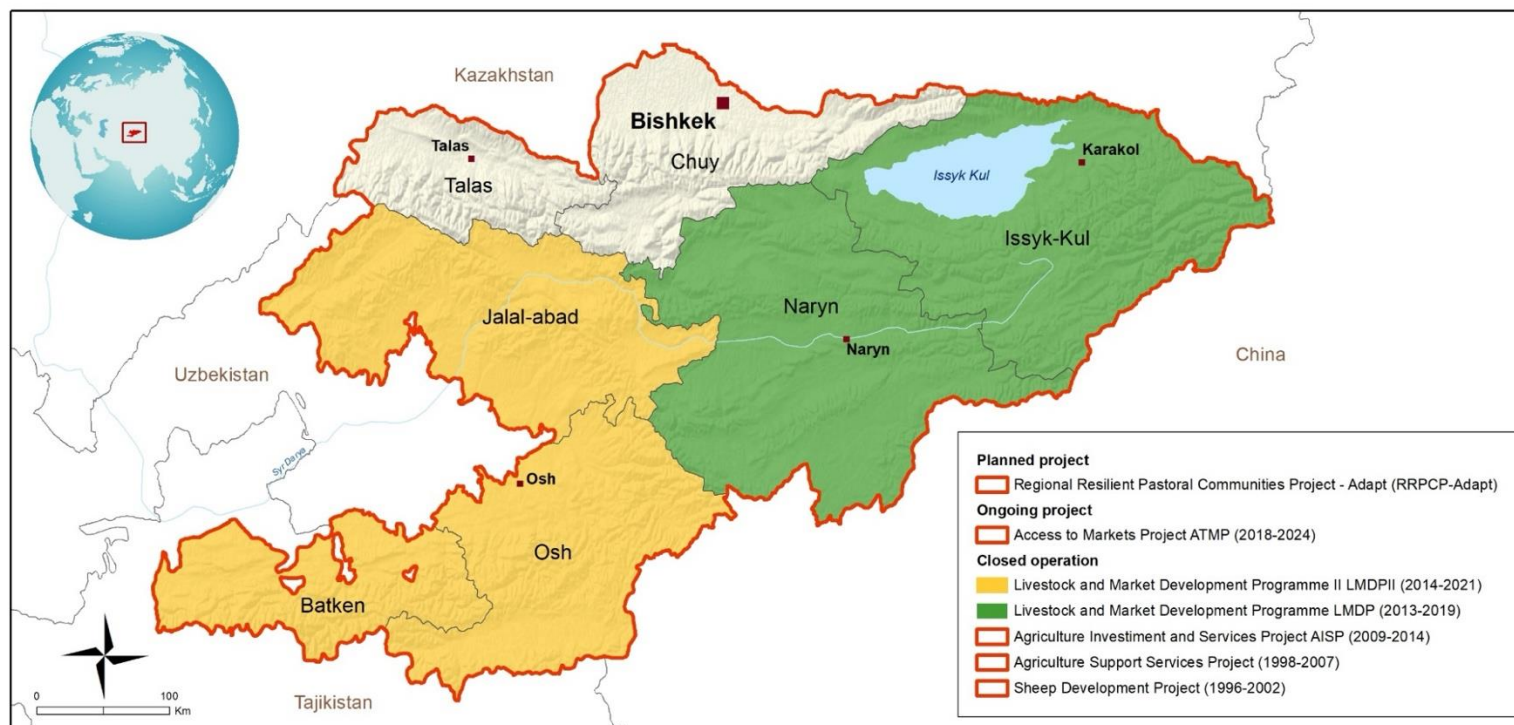 Kazakhstan
Bishkek
Chuy
Talas
Talas
Karakol
Issyk Kul
Issyk-Kul
Naryn
Naryn
Jalal-abad
Uzbekistan
China
Syr Darya
Osh
Osh
Batken
Tajikistan
0 100
Km
Planned project
Regional Resilient Pastoral Communities Project - Adapt (RRPCP-Adapt)
Ongoing project
Access to Markets Project ATMP (2018-2024)
Closed operation
Livestock and Market Development Programme II LMDPII (2014-2021)
Livestock and Market Development Programme LMDP (2013-2019)
Agriculture Investiment and Services Project AISP (2009-2014)
Agriculture Support Services Project (1998-2007)
Sheep Development Project (1996-2002)